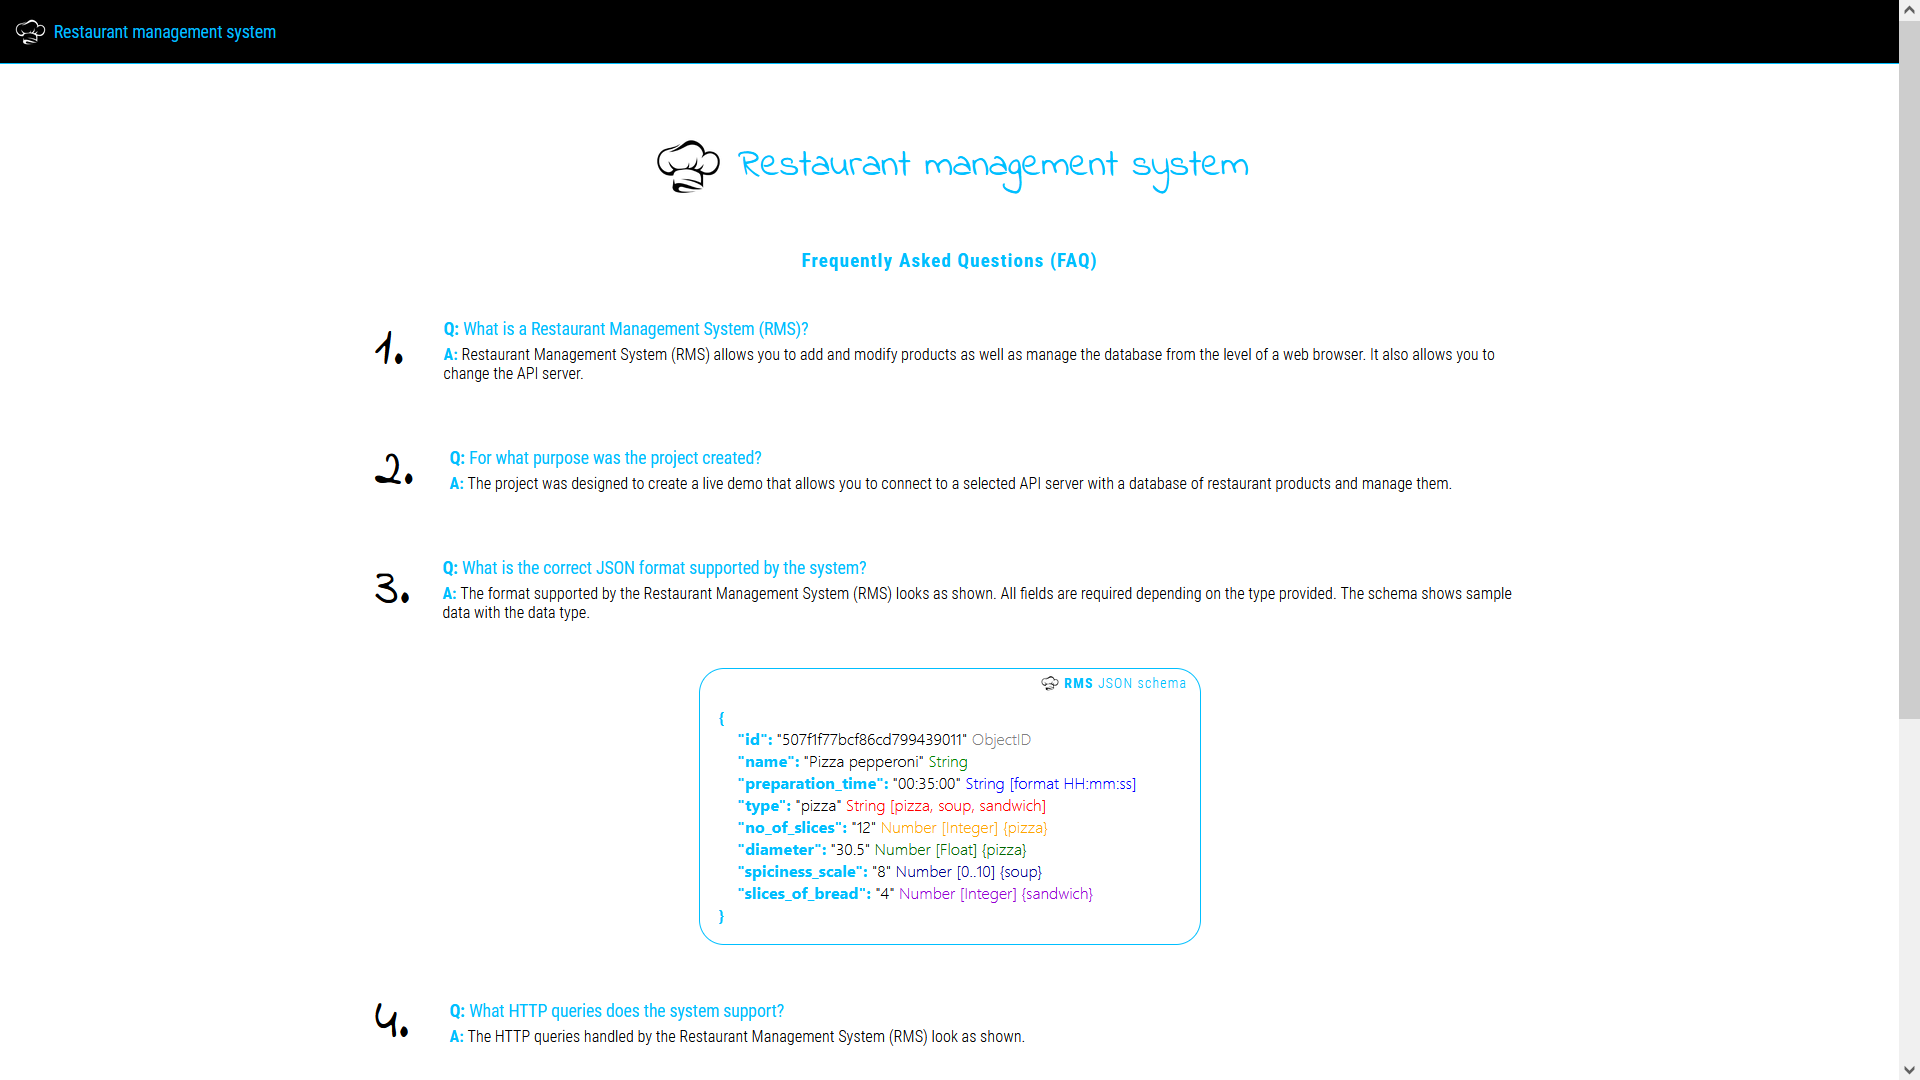 Restaurant management system
Restaurant management system
Frequently Asked Questions (FAQ)
1.
Q: What is a Restaurant Management System (RMS)?
A: Restaurant Management System (RMS) allows you to add and modify products as well as manage the database from the level of a web browser. It also allows you to
change the API server.
2.
Q: For what purpose was the project created?
A: The project was designed to create a live demo that allows you to connect to a selected API server with a database of restaurant products and manage them.
3.
Q: What is the correct JSON format supported by the system?
A: The format supported by the Restaurant Management System (RMS) looks as shown. All fields are required depending on the type provided. The schema shows sample
data with the data type.
RMS JSON schema
{
"id": "507f1f77bcf86cd799439011" ObjectID
"name": "Pizza pepperoni" String
"preparation_time": "00:35:00" String [format HH:mm:ss]
"type": "pizza" String [pizza, soup, sandwich]
"no_of_slices": "12" Number [Integer] {pizza}
"diameter": "30.5" Number [Float] {pizza}
"spiciness_scale": "8" Number [0..10] {soup}
"slices_of_bread": "4" Number [Integer] {sandwich}
}
4.
Q: What HTTP queries does the system support?
A: The HTTP queries handled by the Restaurant Management System (RMS) look as shown.